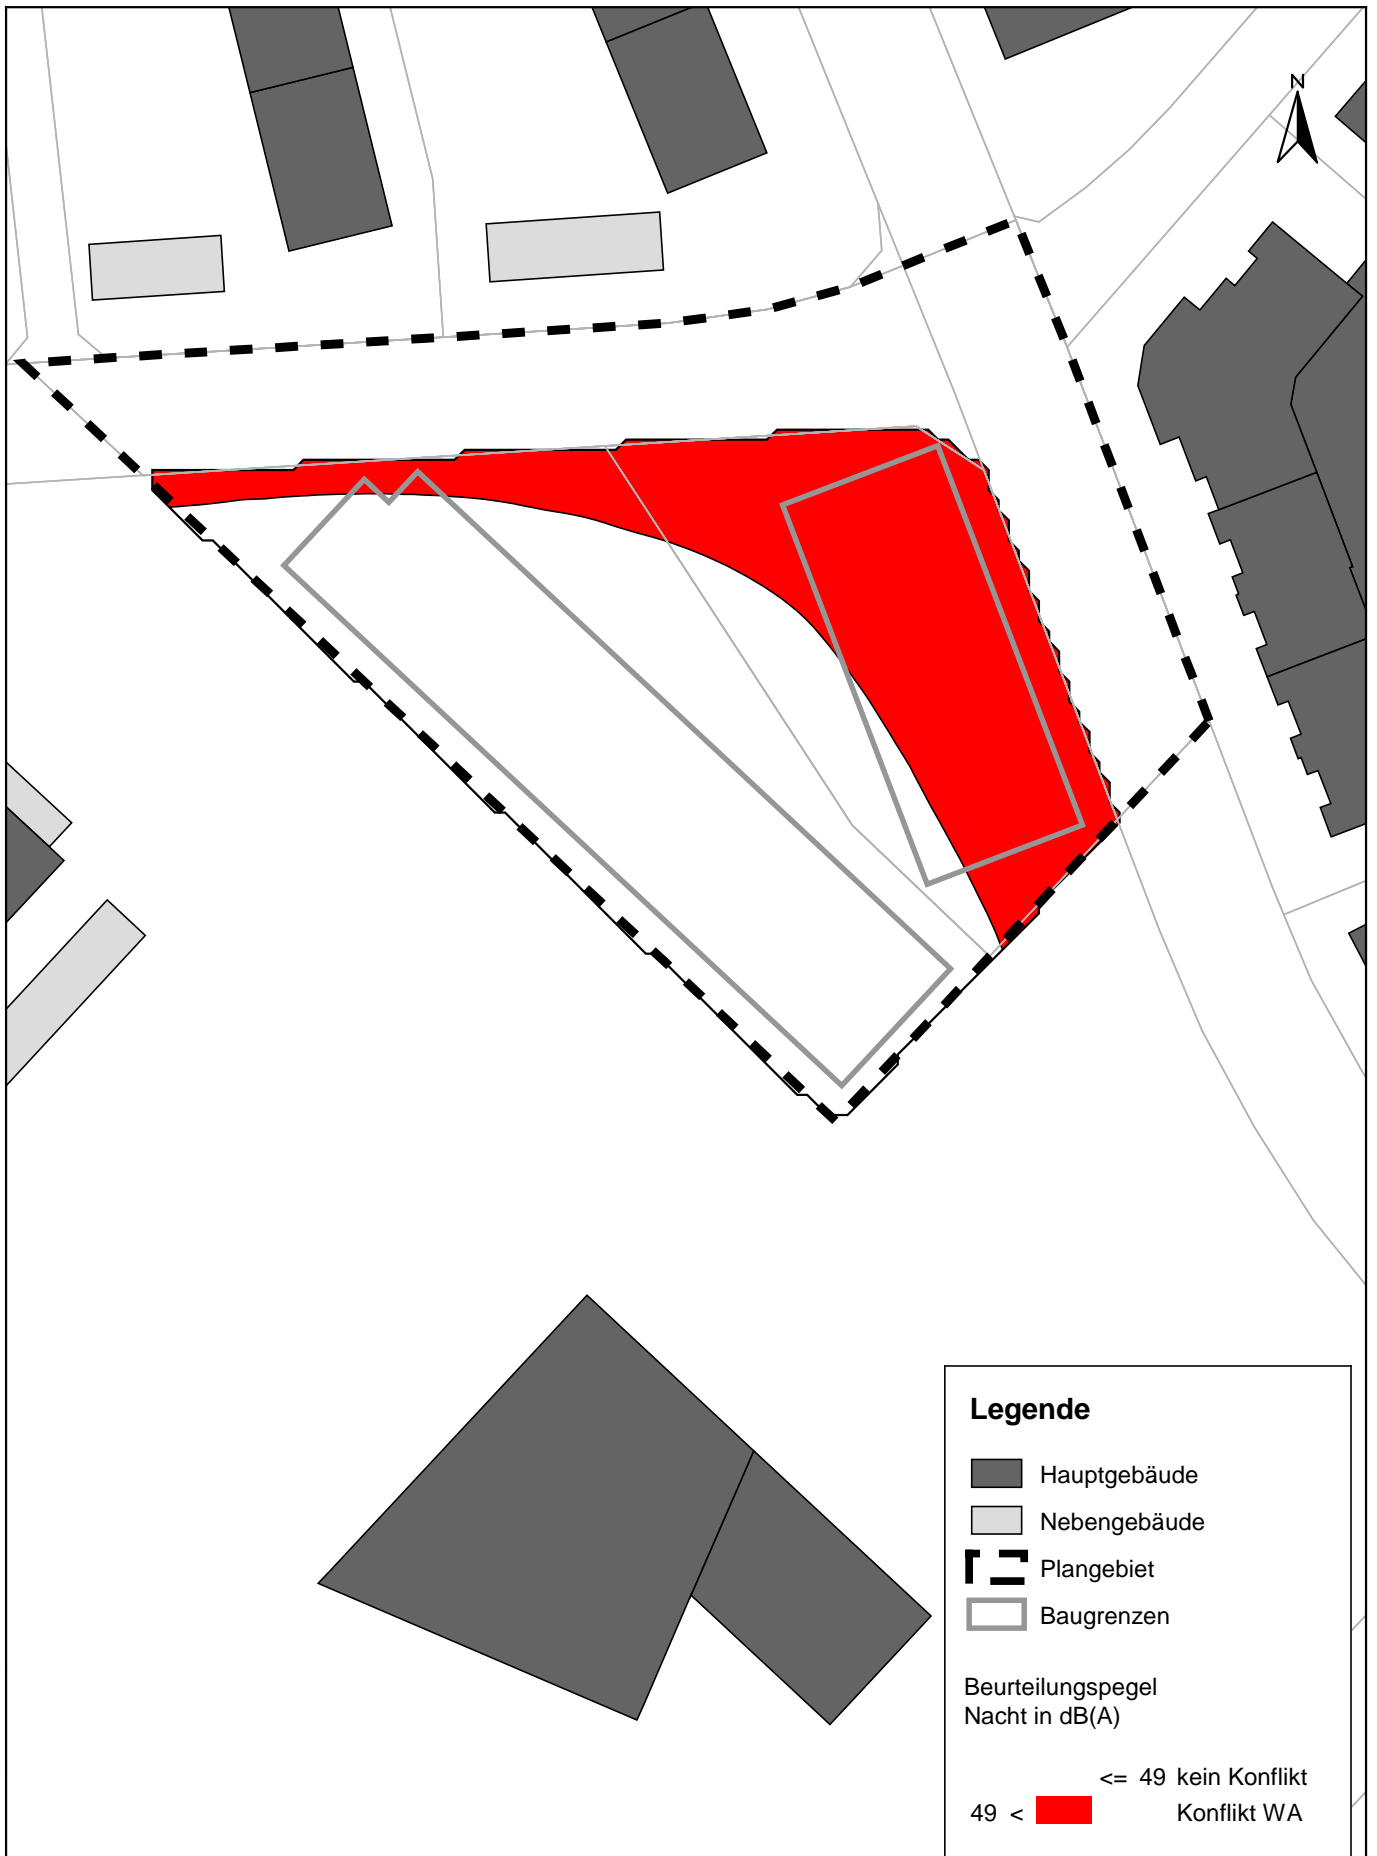 N
Legende
Hauptgebäude
Nebengebäude
Plangebiet
Baugrenzen
Beurteilungspegel
Nacht in dB(A)
<= 49 kein Konflikt
49 < Konflikt WA